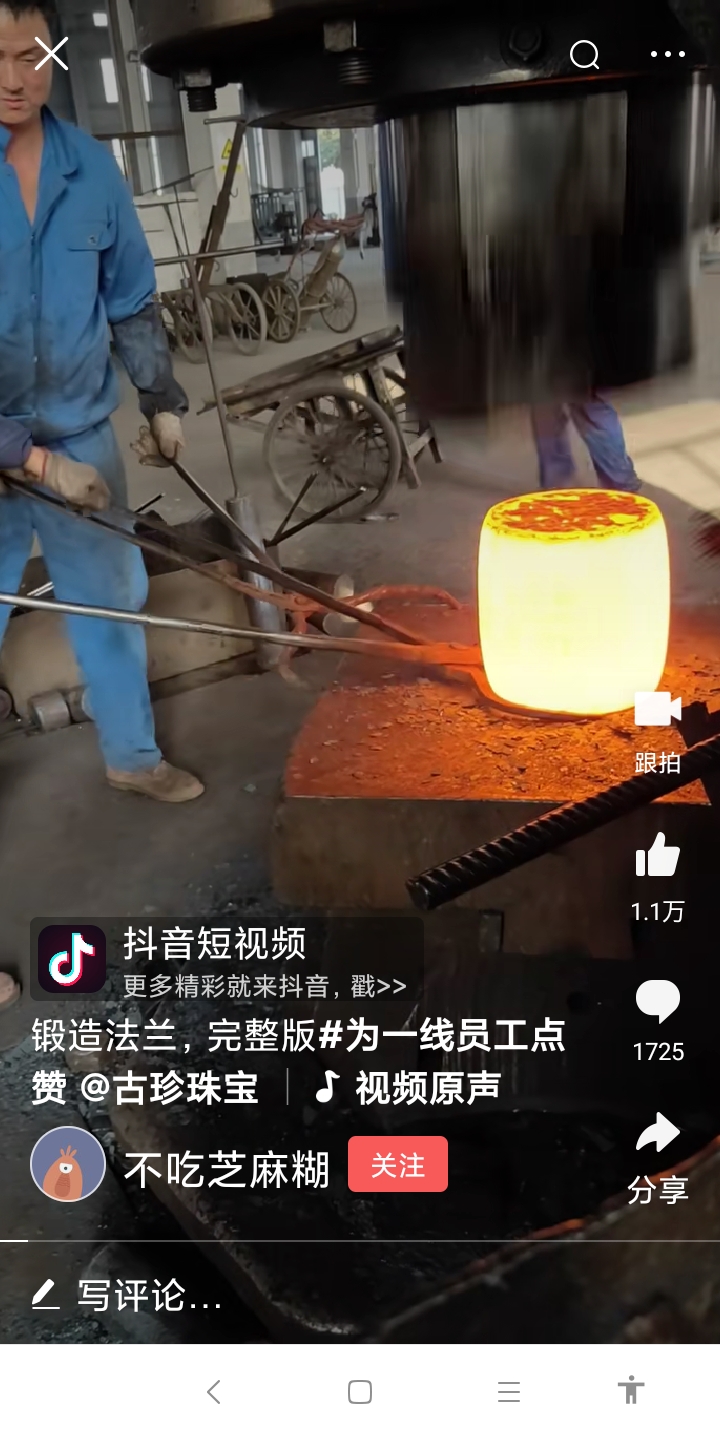 跟拍
1.1万
抖音短视频
更多精彩就来抖音，戳>>
1725
锻造法兰，完整版#为一线员工点
赞 @古珍珠宝 | 视频原声
不吃芝麻糊
关注
分享
写评论...